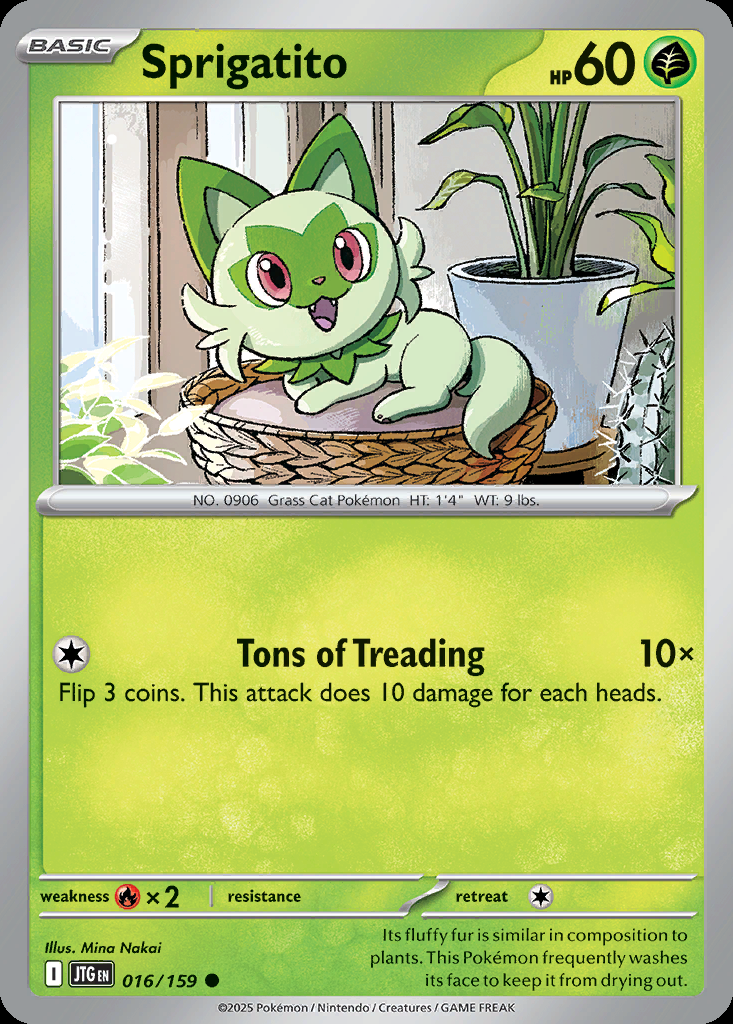 BASIC
Sprigatito
HP60
NO. 0906 Grass Cat Pokémon HT: 1'4" WT: 9 lbs.
Tons of Treading 10×
Flip 3 coins. This attack does 10 damage for each heads.
weakness ×2 resistance retreat
Illus. Mina Nakai
I JTG EN 016/159
Its fluffy fur is similar in composition to
plants. This Pokémon frequently washes
its face to keep it from drying out.
©2025 Pokémon / Nintendo / Creatures / GAME FREAK